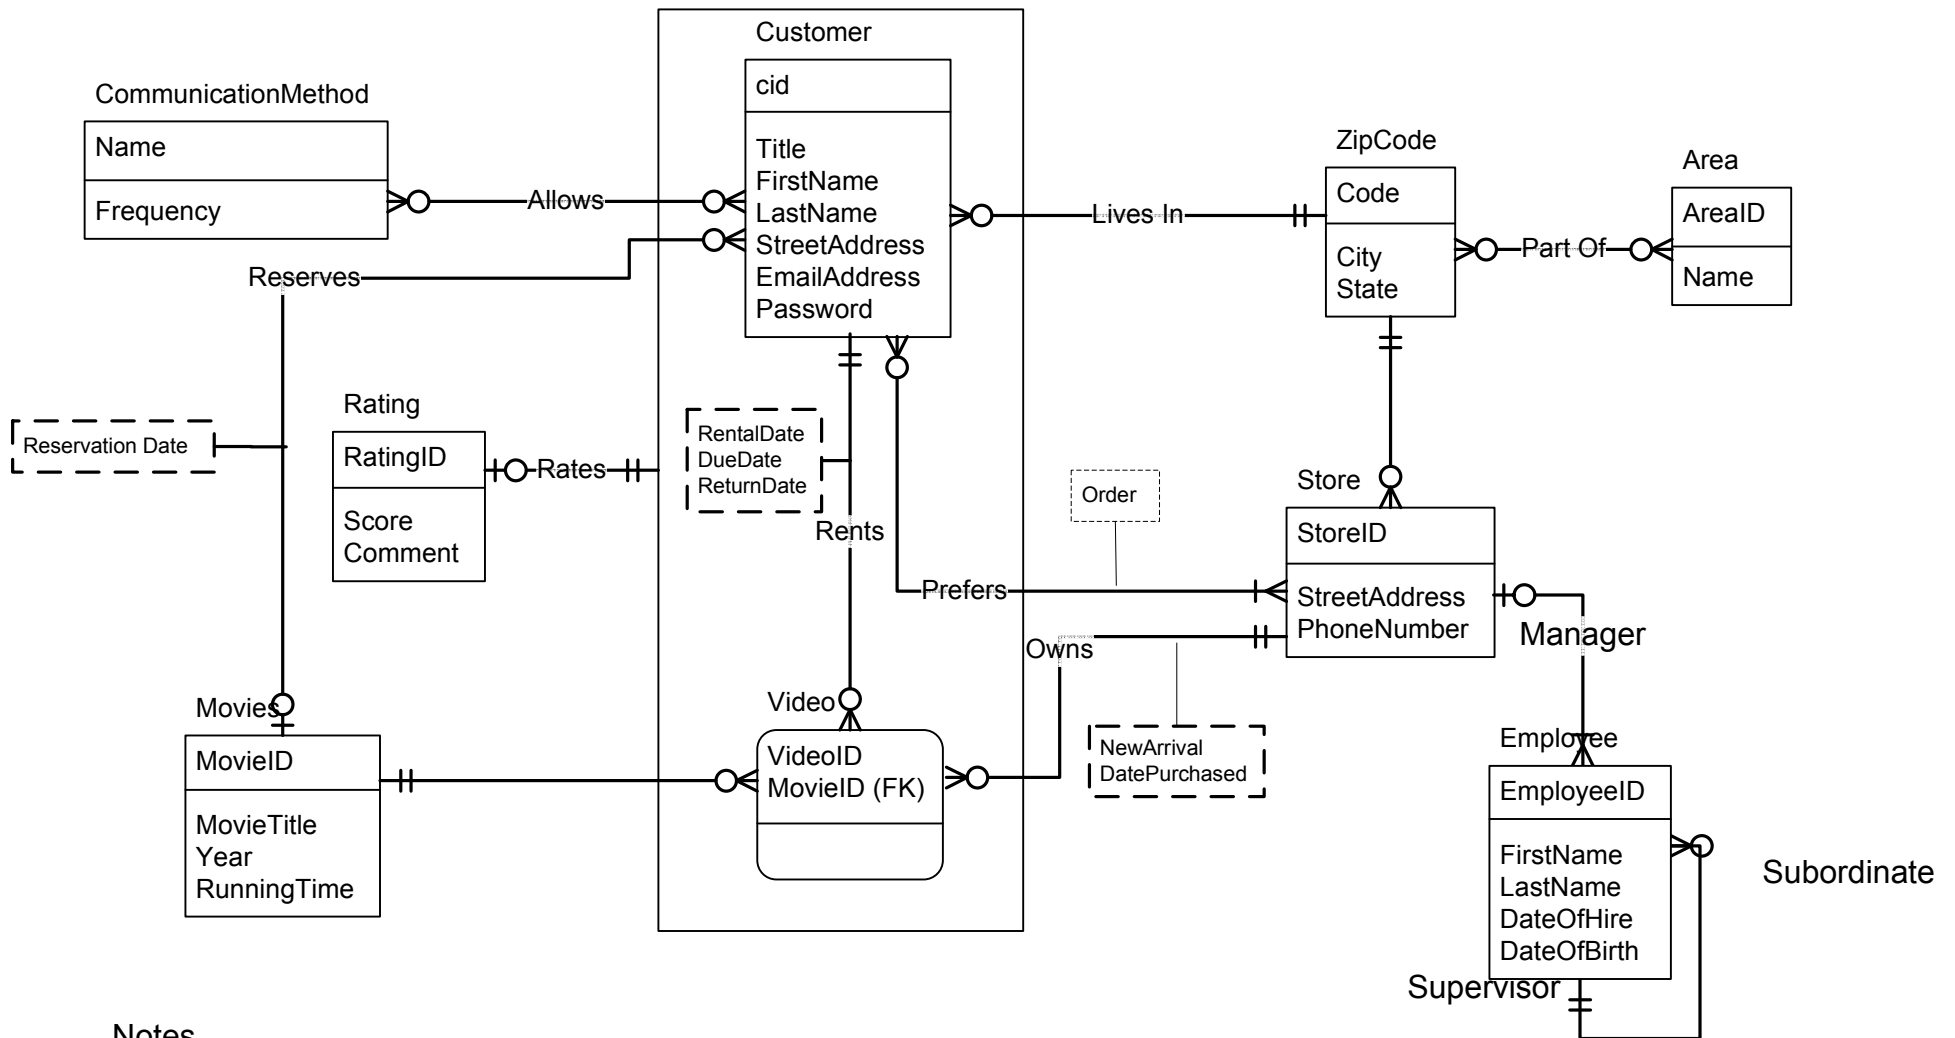 Customer
cid
Title
FirstName
LastName
StreetAddress
EmailAddress
Password
CommunicationMethod
Name
Frequency
Allows
Reserves
Lives In
ZipCode
Code
City
State
Part Of
Area
AreaID
Name
Reservation Date
Rating
RatingID
Score
Comment
Rates
RentalDate
DueDate
ReturnDate
Rents
Order
Prefers
Owns
Store
StoreID
StreetAddress
PhoneNumber
Manager
Movies
MovieID
MovieTitle
Year
RunningTime
Video
VideoID
MovieID (FK)
NewArrival
DatePurchased
Employee
EmployeeID
FirstName
LastName
DateOfHire
DateOfBirth
Subordinate
Supervisor
Notes